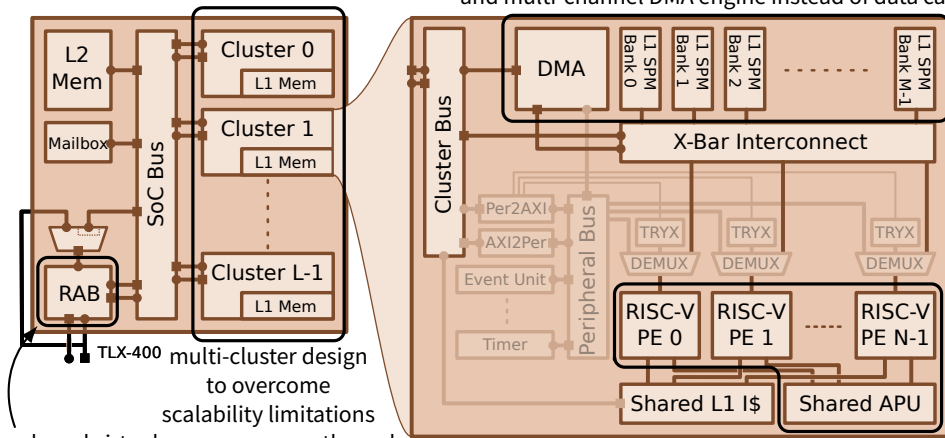 and multi-channel DMA engine instead of data ca
L2
Mem
Mailbox
SoC Bus
RAB
TLX-400
Cluster 0
L1 Mem
Cluster 1
L1 Mem
Cluster L-1
L1 Mem
multi-cluster design
to overcome
scalability limitations
Cluster Bus
DMA
L1 SPM
Bank 0
L1 SPM
Bank 1
L1 SPM
Bank 2
L1 SPM
Bank M-1
X-Bar Interconnect
Per2AXI
AXI2Per
Event Unit
Timer
Peripheral Bus
TRYX
TRYX
TRYX
DEMUX
DEMUX
DEMUX
RISC-V
PE 0
RISC-V
PE 1
RISC-V
PE N-1
Shared L1 I$
Shared APU